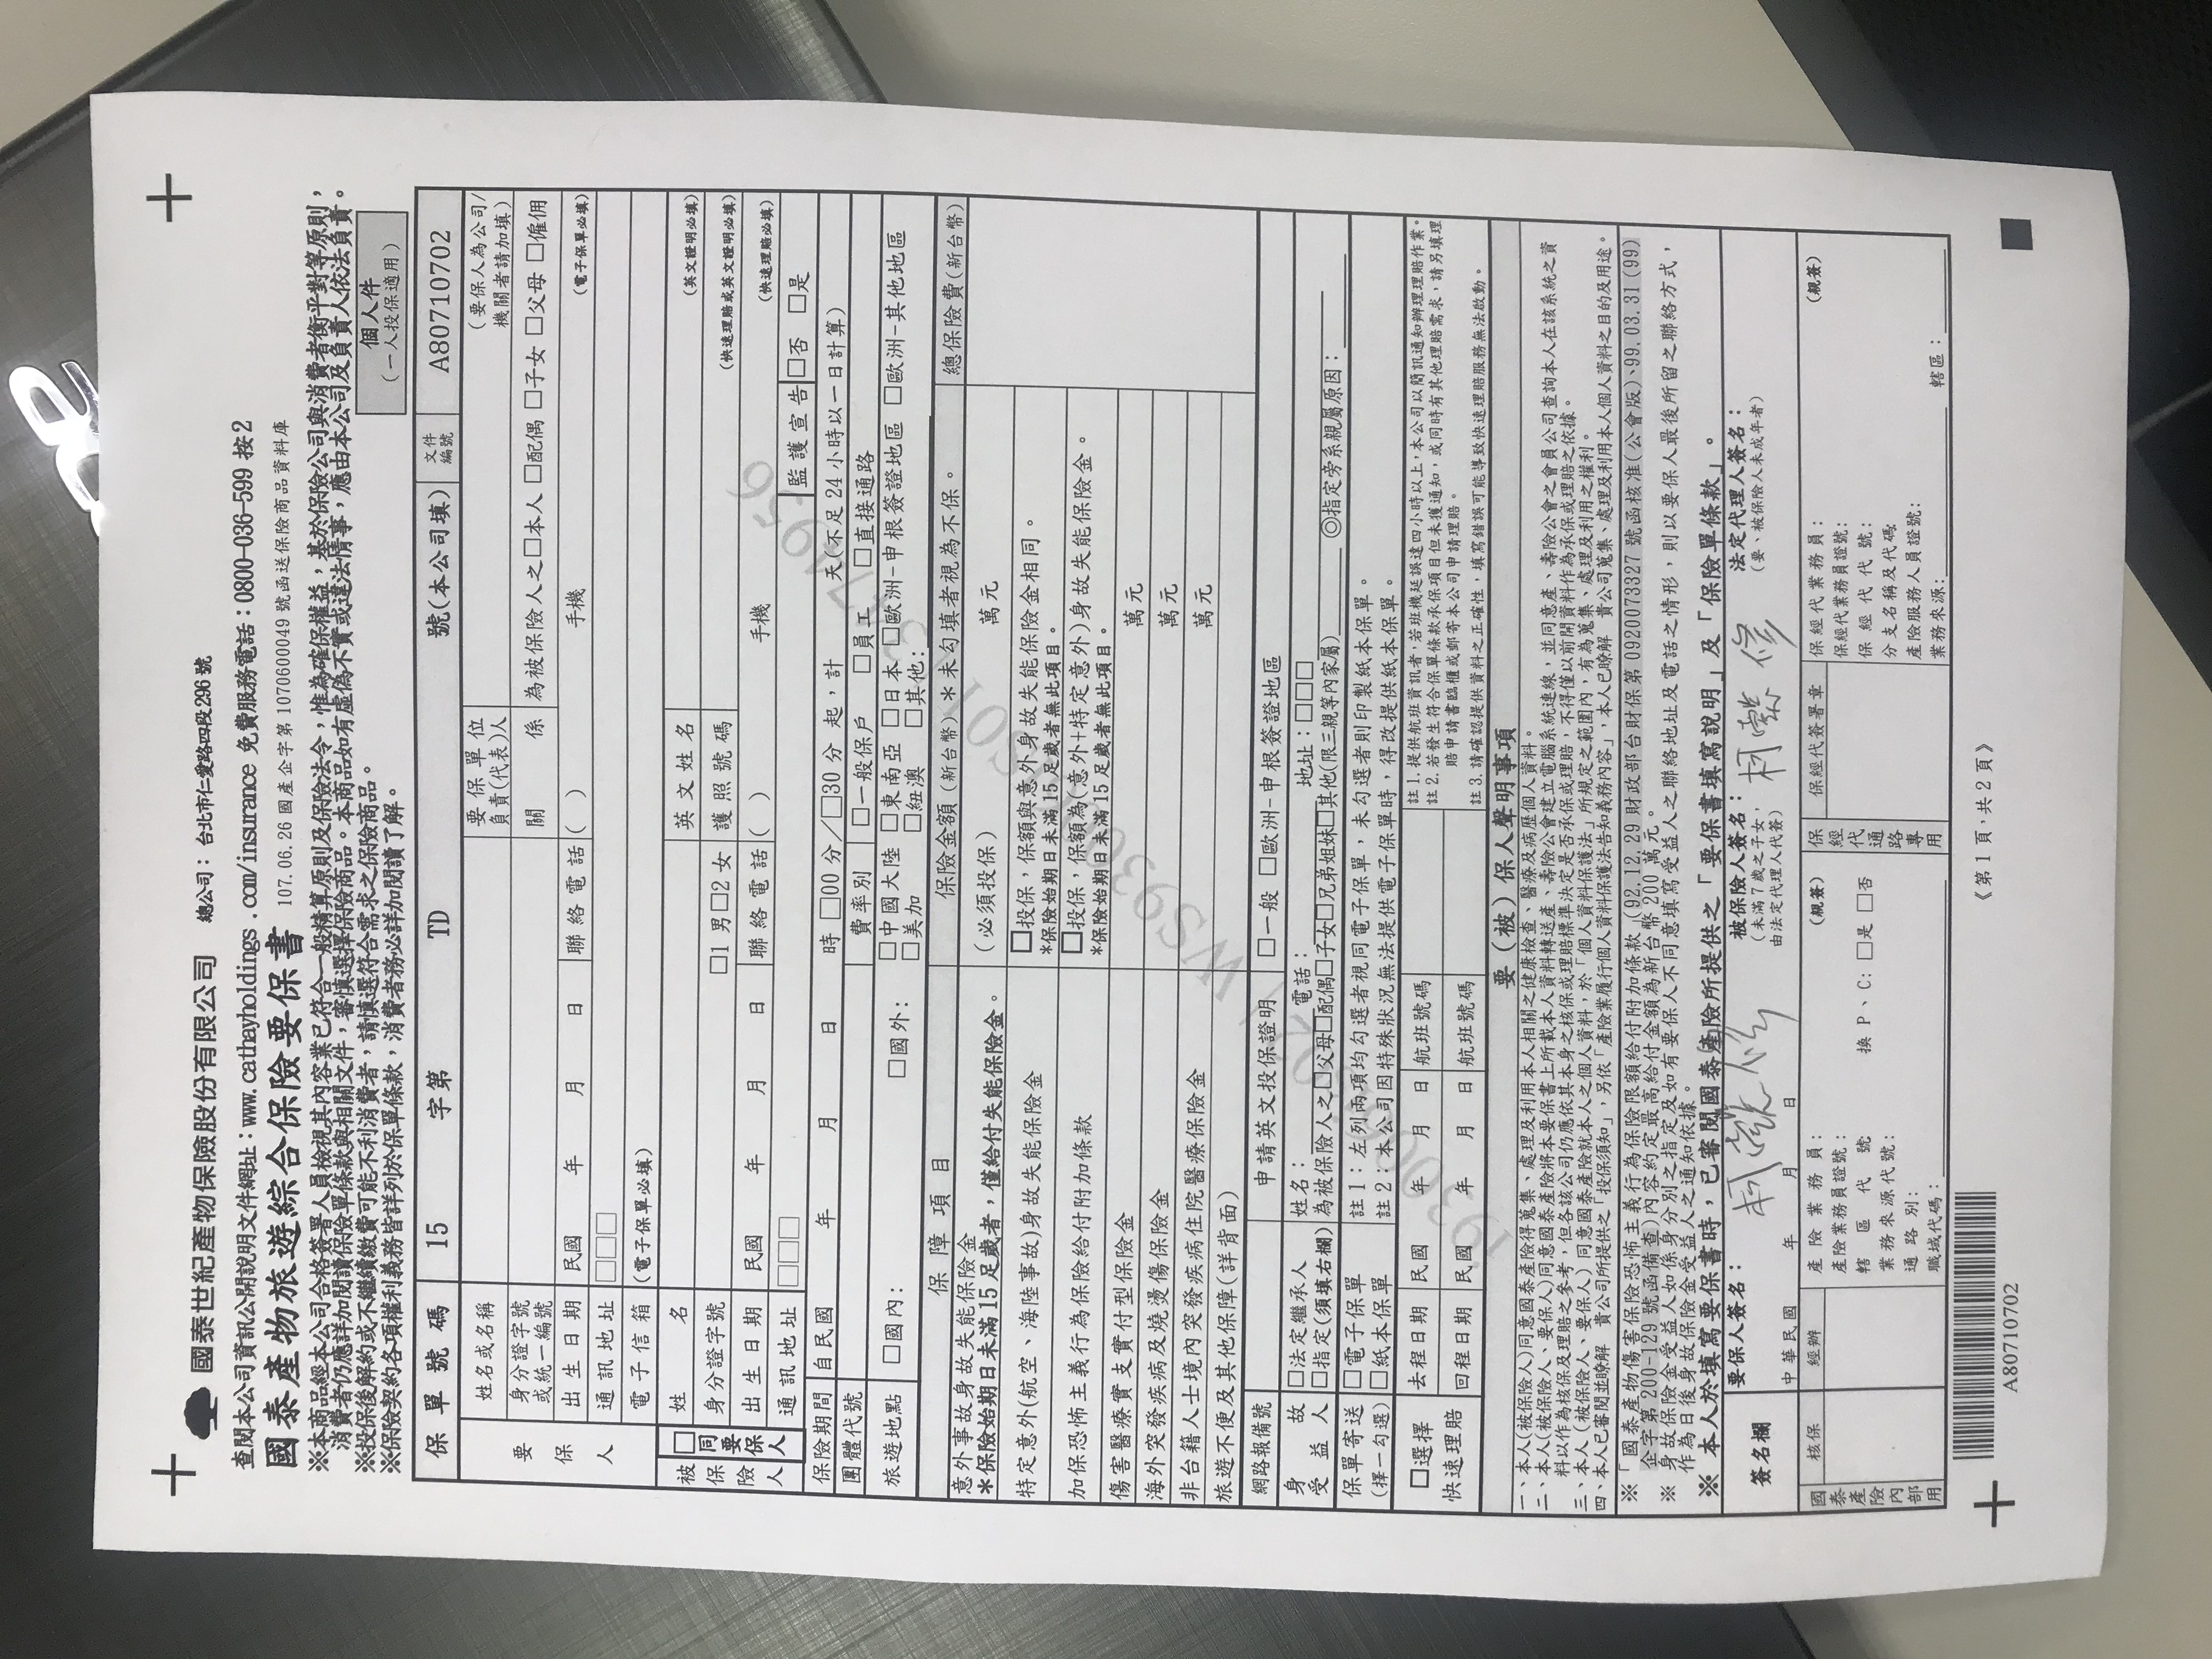 國泰世紀產物保險股份有限公司 總公司：台北市仁愛路四段296號
查閱本公司資訊公開說明文件網址：www.cathayholdings.com/insurance 免費服務電話：0800-036-599 按2
國泰產物旅遊綜合保險要保書 107.06.26 國產企字第 1070600049 號函送保險商品資料庫
※本商品經本公司合格簽署人員檢視其內容業已符合一般精算原則及保險法令，惟為確保權益，基於保險公司與消費者衡平對等原則，
消費者仍應詳加閱讀保險單條款與相關文件，審慎選擇保險商品。本商品如有虛偽不實或違法情事，應由本公司及負責人依法負責。
※投保後解約或不繼續繳費可能不利消費者，請慎選符合需求之保險商品。
※保險契約各項權利義務皆詳列於保單條款，消費者務必詳加閱讀了解。
個人件
（一人投保適用）
保單號碼 15 字第 TD 號(本公司填) 文件編號 A80710702
要保人
姓名或名稱 要保單位負責(代表)人 （要保人為公司/機關者請加填）
身分證字號或統一編號 關係 為被保險人之□本人 □配偶 □子女 □父母 □僱佣
出生日期 民國 年 月 日 聯絡電話 ( ) 手機 (電子保單必填)
通訊地址 □□□
電子信箱 (電子保單必填)
被保險人 □同要保人
姓名 英文姓名 (英文證明必填)
身分證字號 □1 男□2 女 護照號碼 (快速理賠或英文證明必填)
出生日期 民國 年 月 日 聯絡電話 ( ) 手機 (快速理賠必填)
通訊地址 □□□ 監護宣告 □否 □是
保險期間 自民國 年 月 日 時 □00 分／□30 分 起，計 天(不足 24 小時以一日計算)
團體代號 費率別 □一般保戶 □員工 □直接通路
旅遊地點 □國內： □國外： □中國大陸 □東南亞 □日本 □歐洲-申根簽證地區 □歐洲-其他地區
□美加 □紐澳 □其他：
保障項目 保險金額（新台幣）＊未勾填者視為不保。 總保險費(新台幣)
意外事故身故失能保險金
＊保險始期日未滿 15 足歲者，僅給付失能保險金。 （必須投保） 萬元
特定意外(航空、海陸事故)身故失能保險金 □投保，保額與意外身故失能保險金相同。
*保險始期日未滿 15 足歲者無此項目。
加保恐怖主義行為保險給付附加條款 □投保，保額為(意外+特定意外)身故失能保險金。
*保險始期日未滿 15 足歲者無此項目。
傷害醫療實支實付型保險金 萬元
海外突發疾病及燒燙傷保險金 萬元
非台籍人士境內突發疾病住院醫療保險金 萬元
旅遊不便及其他保障(詳背面)
網路報備號 申請英文投保證明 □一般 □歐洲-申根簽證地區
身故受益人 □法定繼承人 姓名： 電話： 地址：□□□
□指定(須填右欄) 為被保險人之□父母□配偶□子女□兄弟姐妹□其他(限三親等內家屬) ◎指定旁系親屬原因：
保單寄送 □電子保單 註 1：左列兩項均勾選者視同電子保單，未勾選者則印製紙本保單。
(擇一勾選) □紙本保單 註 2：本公司因特殊狀況無法提供電子保單時，得改提供紙本保單。
□選擇快速理賠
去程日期 民國 年 月 日 航班號碼
回程日期 民國 年 月 日 航班號碼
註 1.提供航班資訊者，若班機延誤達四小時以上，本公司以簡訊通知辦理理賠作業。
註 2.若發生符合保單條款承保項目但未獲通知，或同時有其他理賠需求，請另填理
賠申請書臨櫃或郵寄本公司申請理賠。
註 3.請確認提供資料之正確性，填寫錯誤可能導致快速理賠服務無法啟動。
要（被）保人聲明事項
一、本人(被保險人)同意國泰產險得蒐集、處理及利用本人相關之健康檢查、醫療及病歷個人資料。
二、本人(被保險人、要保人)同意國泰產險將本要保書上所載本人資料轉送產、壽險公會建立電腦系統連線，並同意產、壽險公會之會員公司查詢本人在該系統之資
料以作為核保及理賠之參考，但各該公司仍應依其本身之核保或理賠標準決定是否承保或理賠，不得僅以前開資料作為承保或理賠之依據。
三、本人（被保險人、要保人）同意國泰產險就本人之個人資料，於「個人資料保護法」所規定之範圍內，有為蒐集、處理及利用之權利。
四、本人已審閱並瞭解 貴公司所提供之「投保須知」，另依「產險業履行個人資料保護法告知義務內容」，本人已瞭解 貴公司蒐集、處理及利用本人個人資料之目的及用途。
※「國泰產物傷害保險恐怖主義行為保險限額給付附加條款」(92.12.29 財政部台財保第 0920073327 號函核准(公會版)、99.03.31(99)
企字第 200-129 號函備查)內容約定最高給付金額為新台幣 200 萬元。
※ 身故保險金受益人如係身分別之指定及如有要保人不同意填寫受益人之聯絡地址及電話之情形，則以要保人最後所留之聯絡方式，
作為日後身故保險金受益人之通知依據。
※ 本人於填寫要保書時，已審閱國泰產險所提供之「要保書填寫說明」及「保險單條款」。
簽名欄
要保人簽名： 柯懿修 被保險人簽名： 柯懿修 法定代理人簽名：
（未滿 7 歲之子女，由法定代理人代簽） （要、被保險人未成年者）
中華民國 年 月 日
國泰產險內部用 核保 經辦
產險業務員： (親簽)
產險業務員證號：
轄區代號 換 P、C: □是 □否
業務來源代號：
通路別：
職域代碼：
保經代通路專用 保經代簽署章
保經代業務員： (親簽)
保經代業務員證號：
保經代代號：
分支名稱及代碼
產險服務人員證號：
業務來源： 轄區：
A80710702
《第 1 頁，共 2 頁》